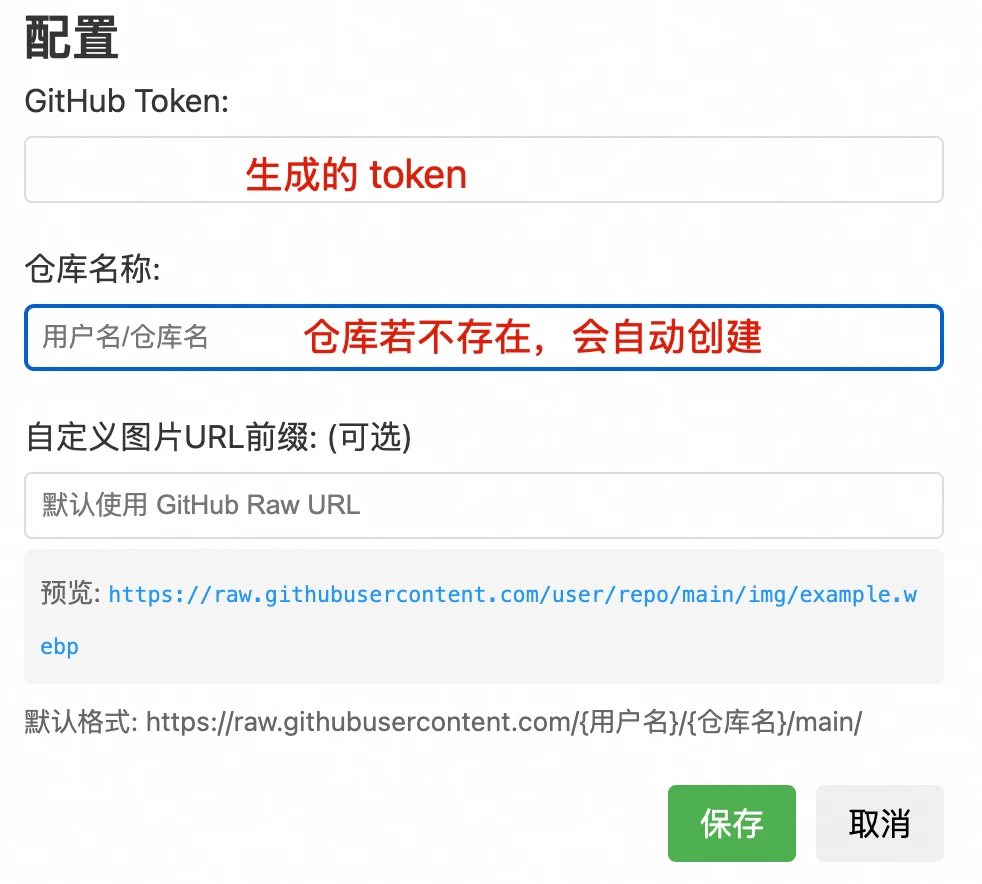 配置
GitHub Token:
生成的 token
仓库名称:
用户名/仓库名 仓库若不存在，会自动创建
自定义图片URL前缀: (可选)
默认使用 GitHub Raw URL
预览: https://raw.githubusercontent.com/user/repo/main/img/example.w
ebp
默认格式: https://raw.githubusercontent.com/{用户名}/{仓库名}/main/
保存 取消